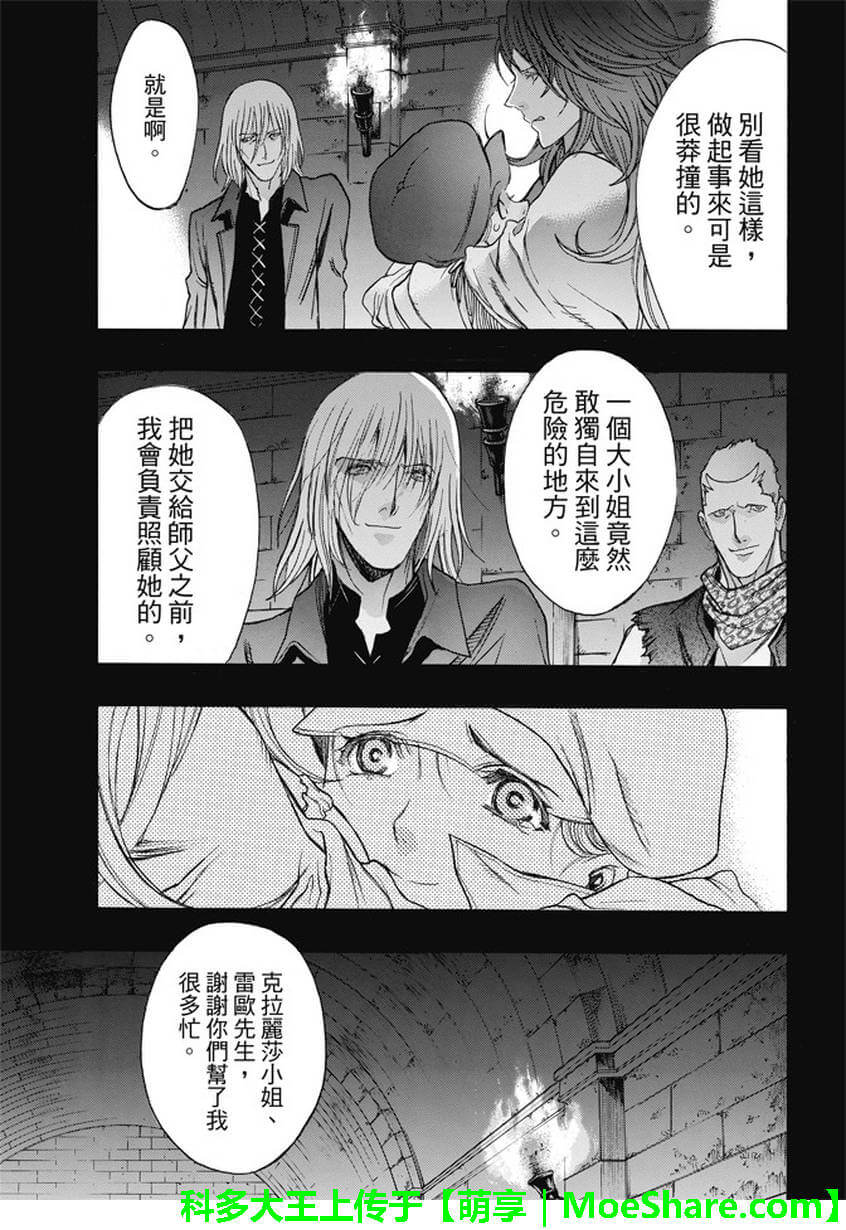 別看她這樣，
做起事來可是
很莽撞的。
就是啊。
一個大小姐竟然
敢獨自來到這麼
危險的地方。
把她交給師父之前，
我會負責照顧她的。
克拉麗莎小姐、
雷歐先生，
謝謝你們幫了我
很多忙。
科多大王上传于【萌享｜MoeShare.com】